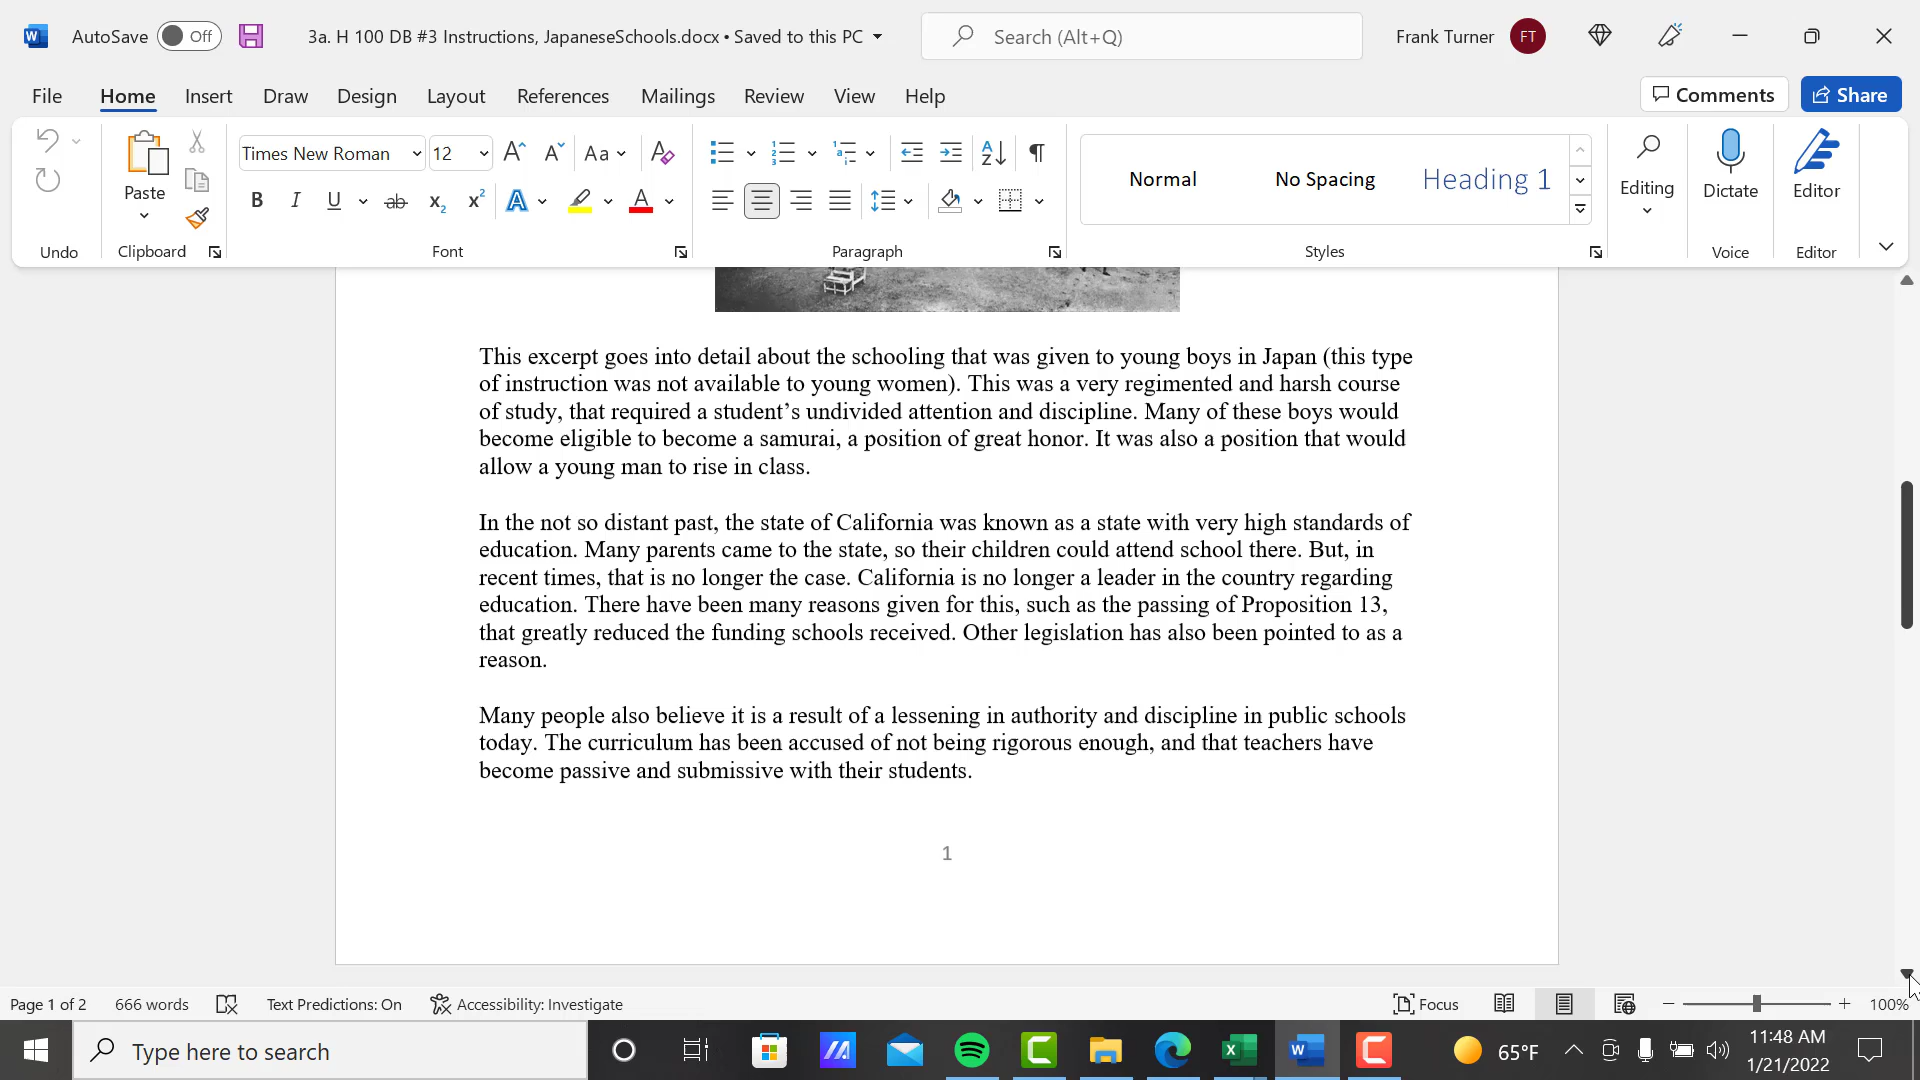 AutoSave Off 3a. H 100 DB #3 Instructions, JapaneseSchools.docx • Saved to this PC Search (Alt+Q) Frank Turner FT
File Home Insert Draw Design Layout References Mailings Review View Help Comments Share
Times New Roman 12 Aa
Paste Normal No Spacing Heading 1 Editing Dictate Editor
Undo Clipboard Font Paragraph Styles Voice Editor
This excerpt goes into detail about the schooling that was given to young boys in Japan (this type
of instruction was not available to young women). This was a very regimented and harsh course
of study, that required a student’s undivided attention and discipline. Many of these boys would
become eligible to become a samurai, a position of great honor. It was also a position that would
allow a young man to rise in class.
In the not so distant past, the state of California was known as a state with very high standards of
education. Many parents came to the state, so their children could attend school there. But, in
recent times, that is no longer the case. California is no longer a leader in the country regarding
education. There have been many reasons given for this, such as the passing of Proposition 13,
that greatly reduced the funding schools received. Other legislation has also been pointed to as a
reason.
Many people also believe it is a result of a lessening in authority and discipline in public schools
today. The curriculum has been accused of not being rigorous enough, and that teachers have
become passive and submissive with their students.
1
Page 1 of 2 666 words Text Predictions: On Accessibility: Investigate Focus 100%
Type here to search 65°F 11:48 AM
1/21/2022